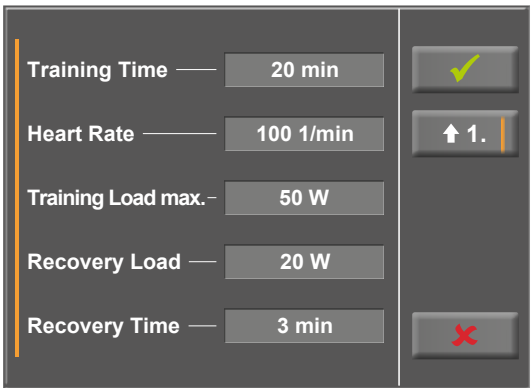 Training Time 20 min
Heart Rate 100 1/min
1.
Training Load max. 50 W
Recovery Load 20 W
Recovery Time 3 min